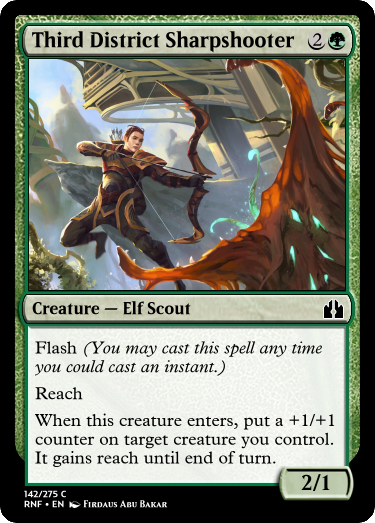 Third District Sharpshooter 2
Creature — Elf Scout
Flash (You may cast this spell any time
you could cast an instant.)
Reach
When this creature enters, put a +1/+1
counter on target creature you control.
It gains reach until end of turn.
2/1
142/275 C
RNF • EN Firdaus Abu Bakar